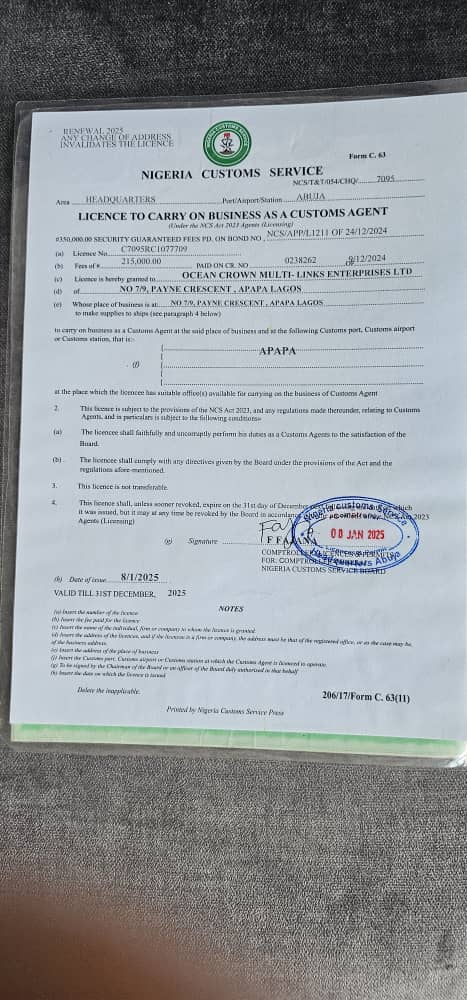 RENEWAL 2025
ANY CHANGE OF ADDRESS
INVALIDATES THE LICENCE
Form C. 63
NIGERIA CUSTOMS SERVICE
NCS/T&T/054/CHQ/ 7095
Area HEADQUARTERS Port/Airport/Station ABUJA
LICENCE TO CARRY ON BUSINESS AS A CUSTOMS AGENT
(Under the NCS Act 2023 Agents (Licensing)
#350,000.00 SECURITY GUARANTEED FEES PD. ON BOND NO , NCS/APP/L1211 OF 24/12/2024
(a) Licence No C7095RC1077709
(b) Fees of # 215,000.00 PAID ON CR. NO 0238262 /12/2024
(c) Licence is hereby granted to OCEAN CROWN MULTI- LINKS ENTERPRISES LTD
(d) of NO 7/9, PAYNE CRESCENT , APAPA LAGOS
(e) Whose place of business is at: NO 7/9, PAYNE CRESCENT , APAPA LAGOS
to make supplies to ships (see paragraph 4 below)
to carry on business as a Customs Agent at the said place of business and at the following Customs port, Customs airport
or Customs station, that is:-
APAPA
(f)
at the place which the licencee has suitable office(s) available for carrying on the business of Customs Agent
2. This licence is subject to the provisions of the NCS Act 2023, and any regulations made thereunder, relating to Customs
Agents, and in particulars is subject to the following conditions=
(a) The licencee shall faithfully and uncorruptly perform his duties as a Customs Agents to the satisfaction of the
Board.
(b) . The licencee shall comply with any directives given by the Board under the provisions of the Act and the
regulations afore-mentioned.
3. This licence is not transferable.
4. This licence shall, unless sooner revoked, expire on the 31st day of December which
it was issued, but it may at any time be revoked by the Board in accordance 2023
Agents (Licensing)
Nigeria Customs Service
08 JAN 2025
Headquarters Abuja
(g) Signature
COMPTROLLER LICENCES & PERMITS
FOR: COMPTROLLER
NIGERIA CUSTOMS SERVICE BOARD
(h) Date of issue 8/1/2025
VALID TILL 31ST DECEMBER, 2025
NOTES
(a) Insert the number of the licence
(b) Insert the fee paid for the licence
(c) Insert the name of the individual, firm or company to whom the licence is granted.
(d) Insert the address of the licencee, and if the licencee is a firm or company, the address must be that of the registered office, or as the case may be,
of the business address.
(e) Insert the address of the place of business
(f) Insert the Customs port, Customs airport or Customs station at which the Customs Agent is licenced to operate.
(g) To be signed by the Chairman of the Board or an officer of the Board duly authorised in that behalf
(h) Insert the date on which the licence is issued
Delete the inapplicable.
206/17/Form C. 63(11)
Printed by Nigeria Customs Service Press